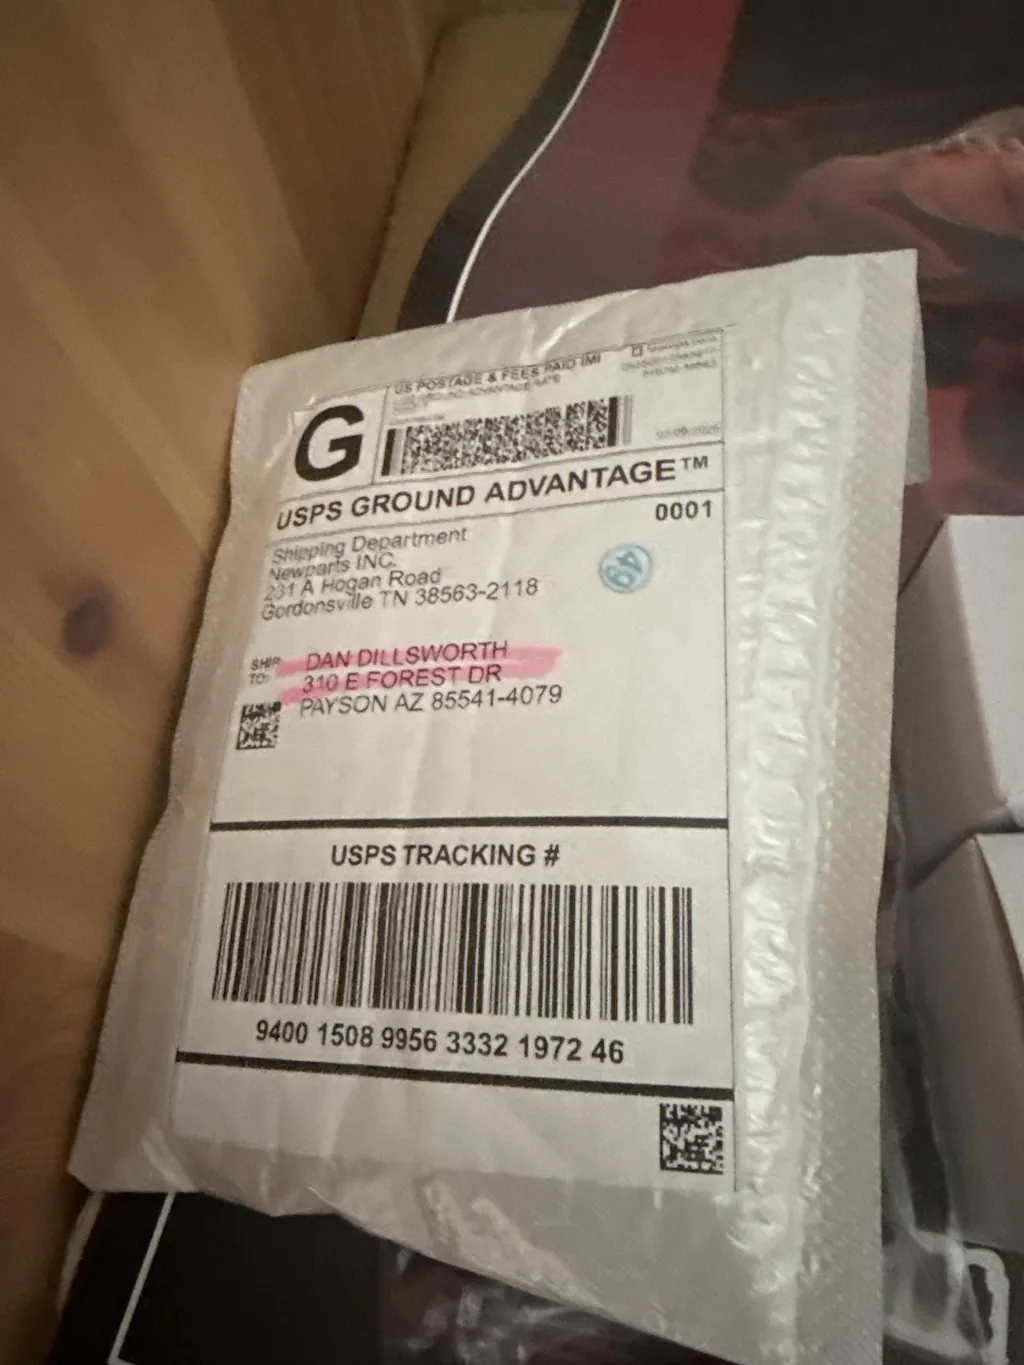 G
US POSTAGE & FEES PAID IMI
USPS GROUND ADVANTAGE™
0001
Shipping Department
Newparts INC.
231 A Hogan Road
Gordonsville TN 38563-2118
49
SHIP
TO:
DAN DILLSWORTH
310 E FOREST DR
PAYSON AZ 85541-4079
USPS TRACKING #
9400 1508 9956 3332 1972 46